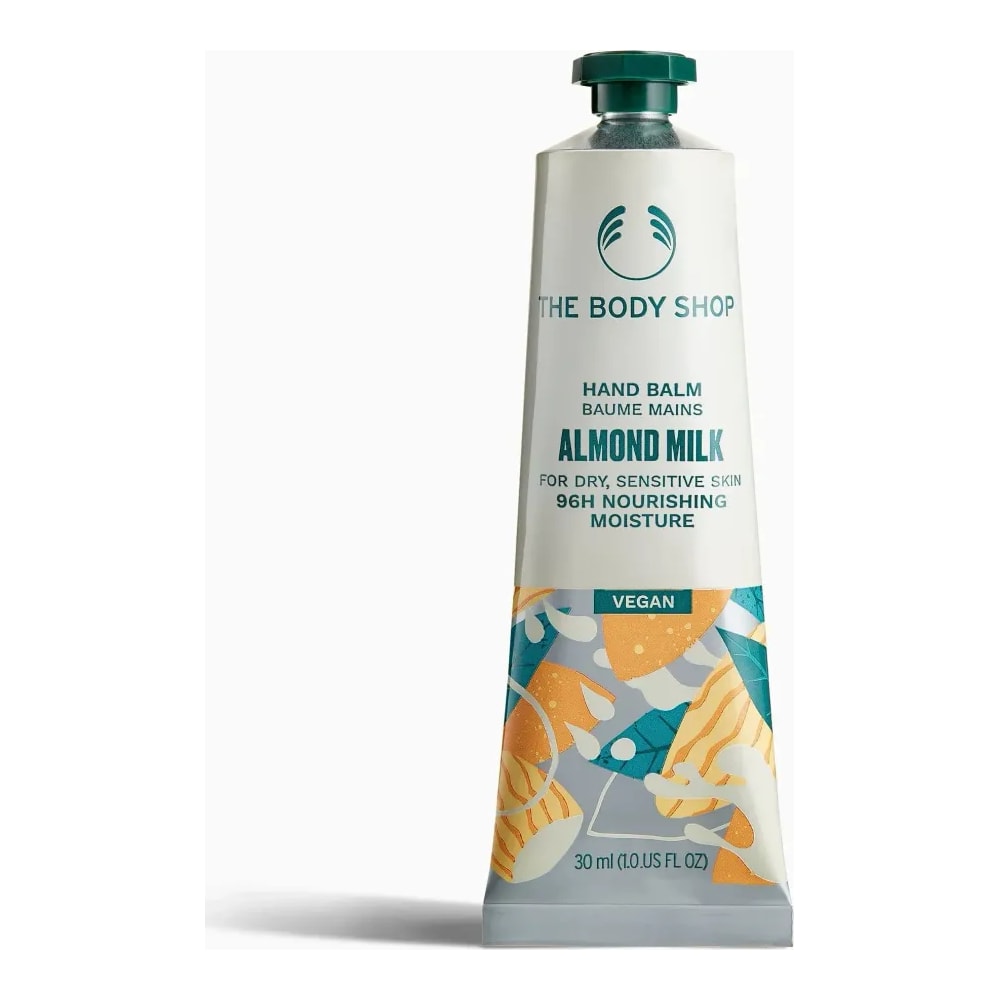 THE BODY SHOP
HAND BALM
BAUME MAINS
ALMOND MILK
FOR DRY, SENSITIVE SKIN
96H NOURISHING
MOISTURE
VEGAN
30 ml (1.0.US FL OZ)